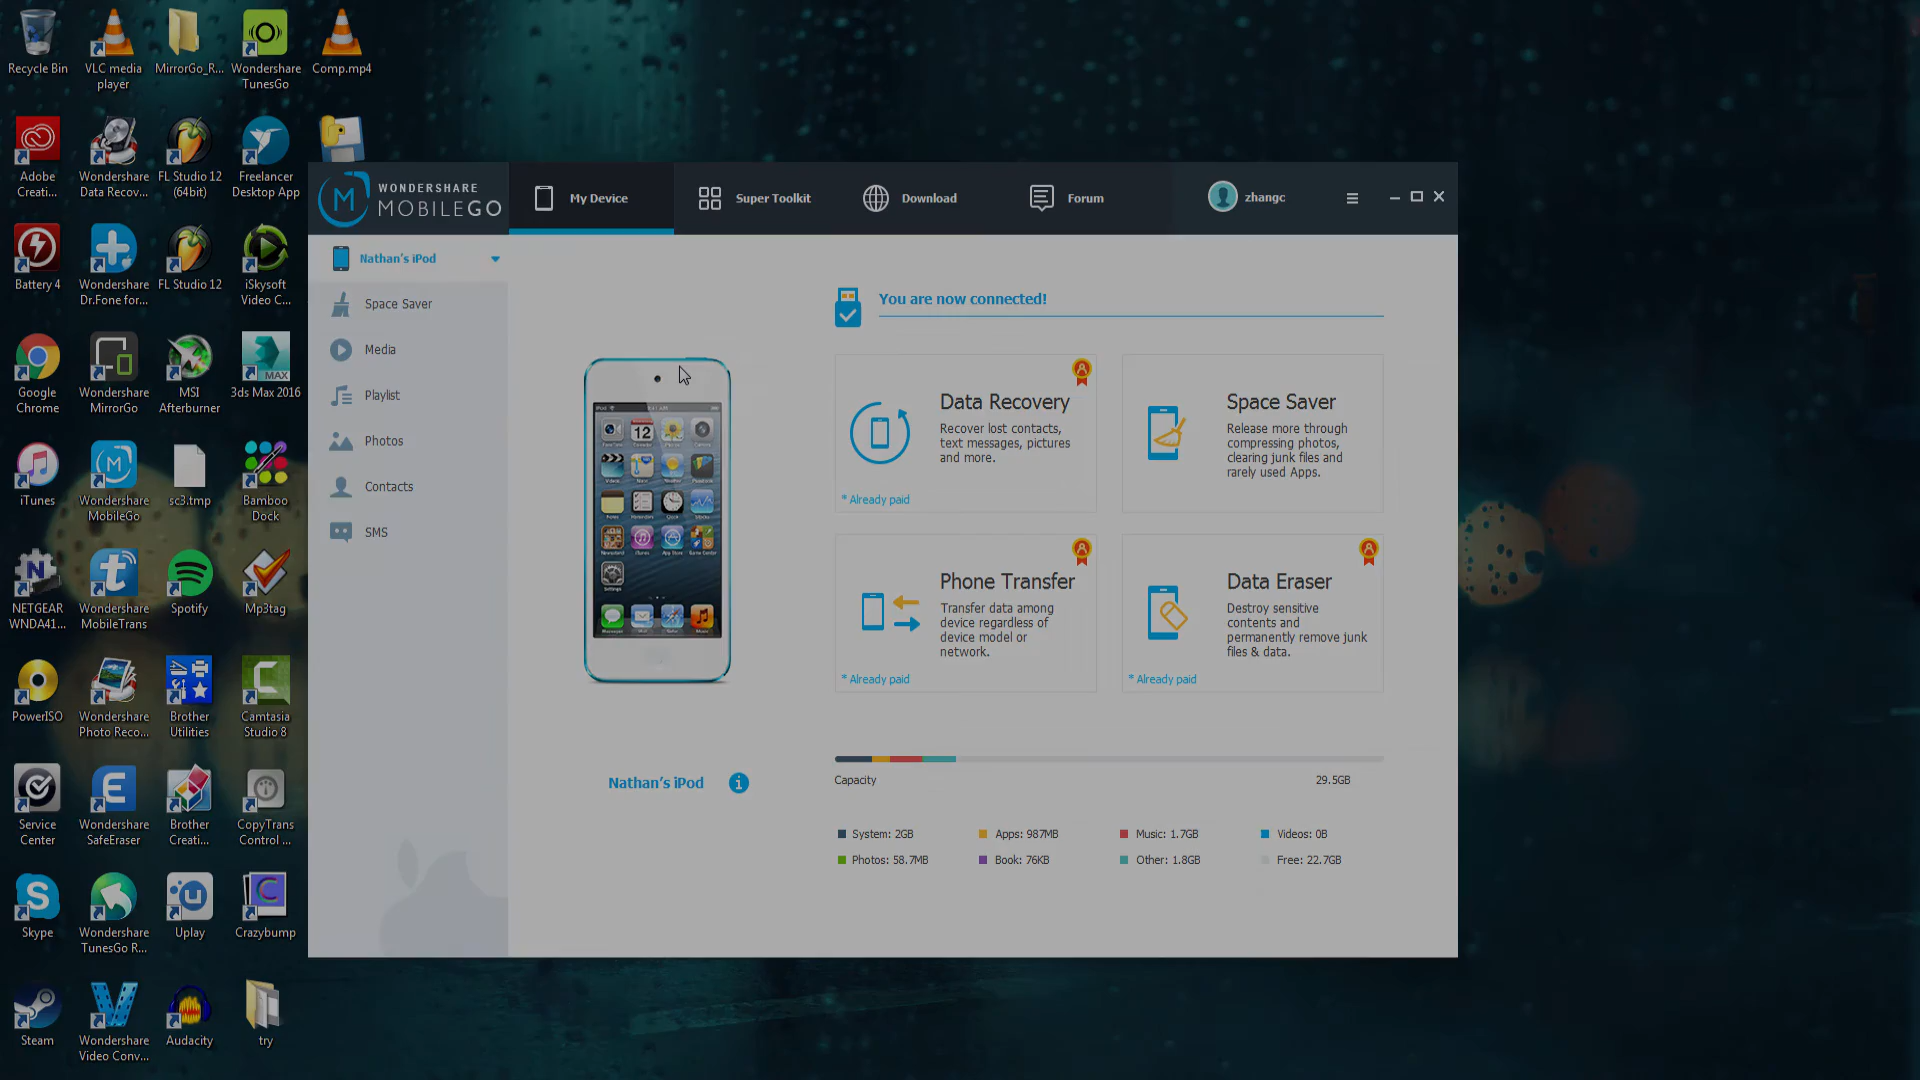 Recycle Bin
VLC media
player
MirrorGo_R...
Wondershare
TunesGo
Comp.mp4
Adobe
Creati...
Wondershare
Data Recov...
FL Studio 12
(64bit)
Freelancer
Desktop App
Battery 4
Wondershare
Dr.Fone for...
FL Studio 12
iSkysoft
Video C...
Google
Chrome
Wondershare
MirrorGo
MSI
Afterburner
MAX
3ds Max 2016
iTunes
Wondershare
MobileGo
sc3.tmp
Bamboo
Dock
NETGEAR
WNDA41...
Wondershare
MobileTrans
Spotify
Mp3tag
PowerISO
Wondershare
Photo Reco...
Brother
Utilities
Camtasia
Studio 8
Service
Center
Wondershare
SafeEraser
Brother
Creati...
CopyTrans
Control ...
Skype
Wondershare
TunesGo R...
Uplay
Crazybump
Steam
Wondershare
Video Conv...
Audacity
try
WONDERSHARE
MOBILEGO
My Device
Super Toolkit
Download
Forum
zhangc
Nathan's iPod
Space Saver
Media
Playlist
Photos
Contacts
SMS
12
Nathan's iPod
You are now connected!
Data Recovery
Recover lost contacts,
text messages, pictures
and more.
* Already paid
Space Saver
Release more through
compressing photos,
clearing junk files and
rarely used Apps.
Phone Transfer
Transfer data among
device regardless of
device model or
network.
* Already paid
Data Eraser
Destroy sensitive
contents and
permanently remove junk
files & data.
* Already paid
Capacity
29.5GB
System: 2GB
Apps: 987MB
Music: 1.7GB
Videos: 0B
Photos: 58.7MB
Book: 76KB
Other: 1.8GB
Free: 22.7GB